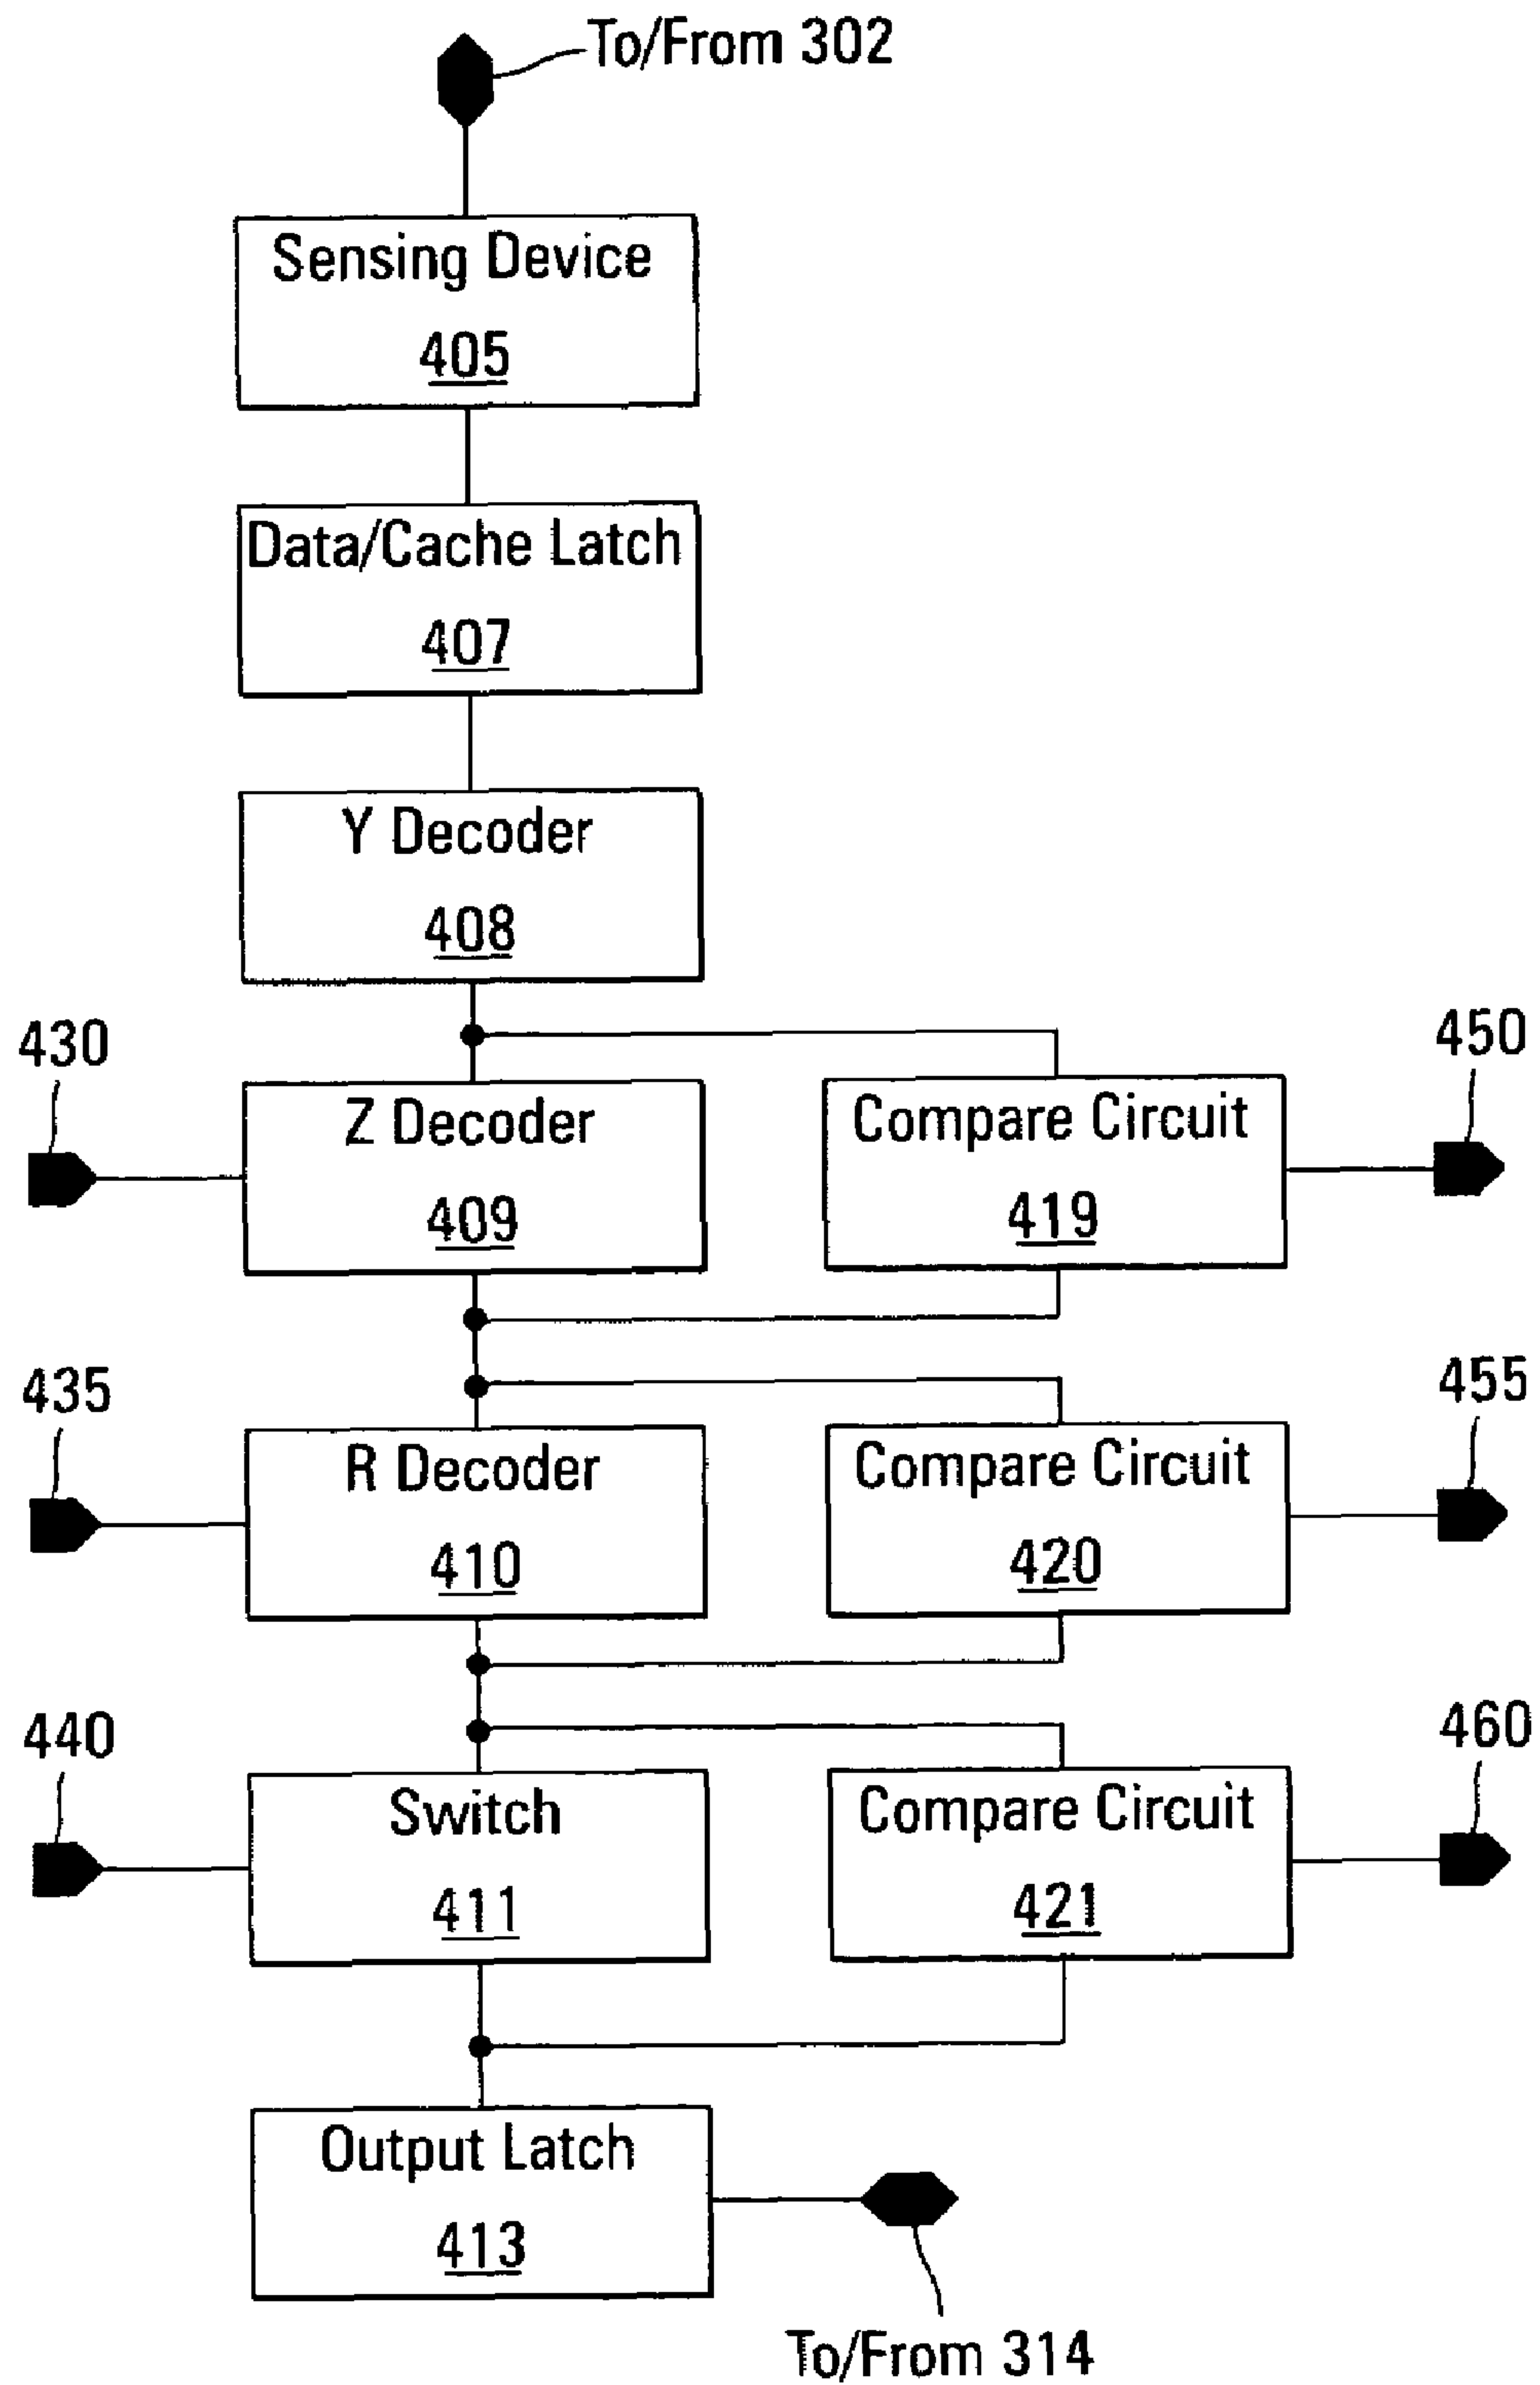 To/From 302
Sensing Device
405
Data/Cache Latch
407
Y Decoder
408
430
450
Z Decoder
409
Compare Circuit
419
435
455
R Decoder
410
Compare Circuit
420
440
460
Switch
411
Compare Circuit
421
Output Latch
413
To/From 314